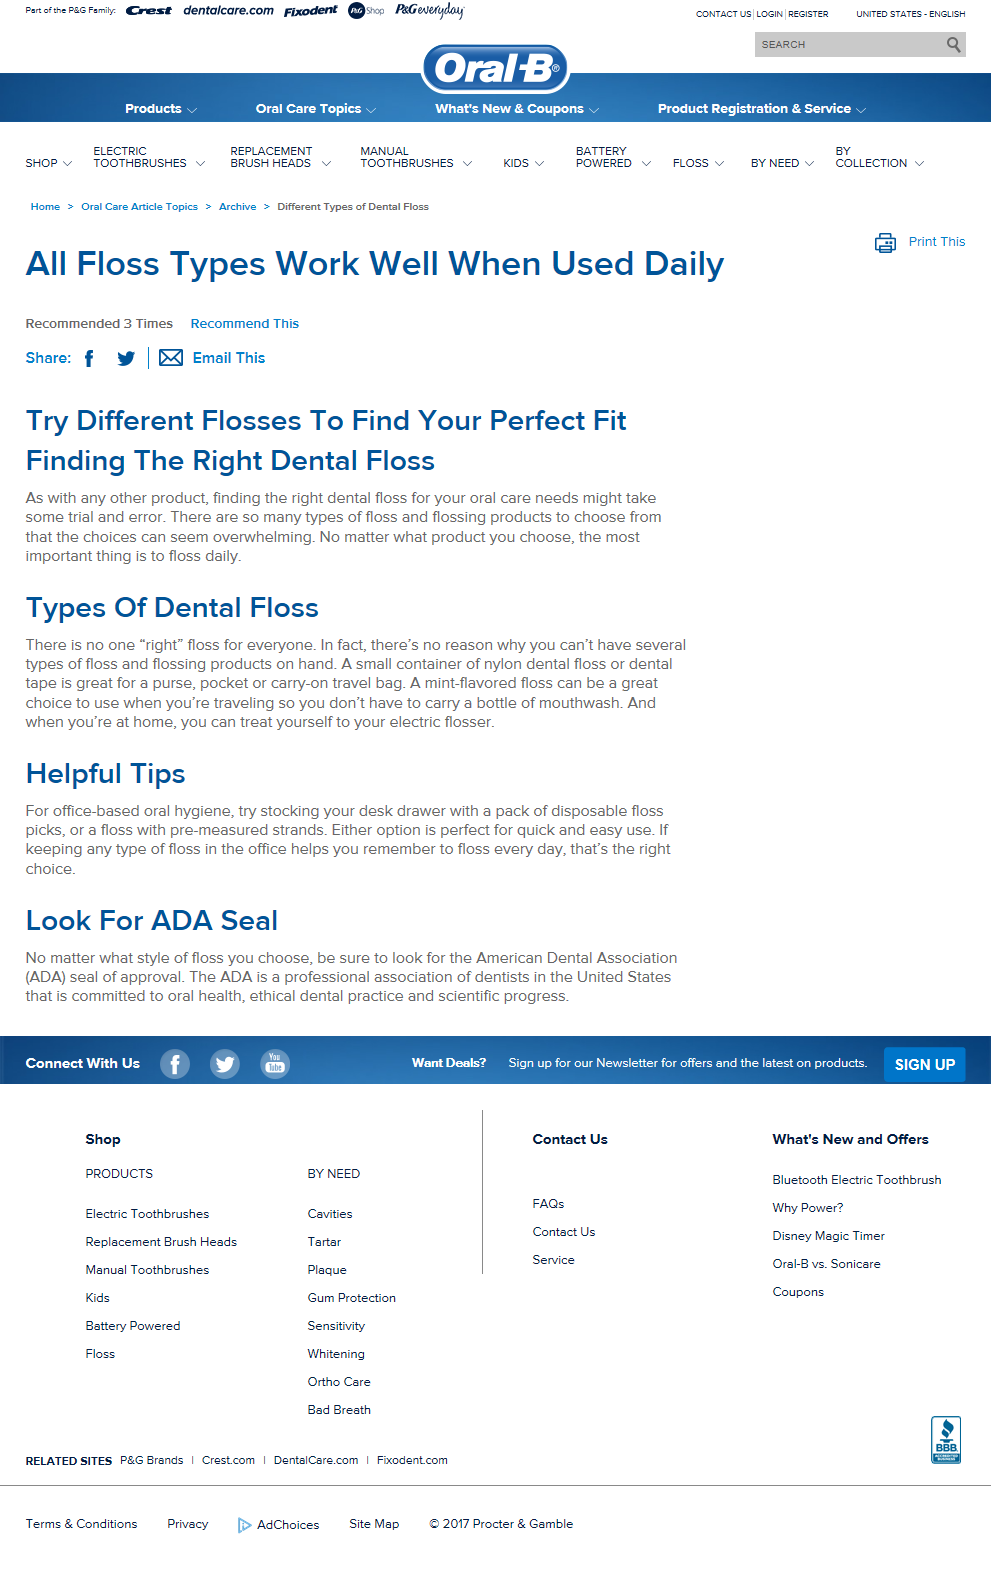 Part of the P&G Family: Crest dentalcare.com Fixodent P&G Shop P&G everyday
CONTACT US | LOGIN | REGISTER UNITED STATES - ENGLISH
SEARCH
Oral-B®
Products Oral Care Topics What's New & Coupons Product Registration & Service
SHOP ELECTRIC TOOTHBRUSHES REPLACEMENT BRUSH HEADS MANUAL TOOTHBRUSHES KIDS BATTERY POWERED FLOSS BY NEED BY COLLECTION
Home > Oral Care Article Topics > Archive > Different Types of Dental Floss
Print This
All Floss Types Work Well When Used Daily
Recommended 3 Times Recommend This
Share: Email This
Try Different Flosses To Find Your Perfect Fit
Finding The Right Dental Floss
As with any other product, finding the right dental floss for your oral care needs might take
some trial and error. There are so many types of floss and flossing products to choose from
that the choices can seem overwhelming. No matter what product you choose, the most
important thing is to floss daily.
Types Of Dental Floss
There is no one “right” floss for everyone. In fact, there’s no reason why you can’t have several
types of floss and flossing products on hand. A small container of nylon dental floss or dental
tape is great for a purse, pocket or carry-on travel bag. A mint-flavored floss can be a great
choice to use when you’re traveling so you don’t have to carry a bottle of mouthwash. And
when you’re at home, you can treat yourself to your electric flosser.
Helpful Tips
For office-based oral hygiene, try stocking your desk drawer with a pack of disposable floss
picks, or a floss with pre-measured strands. Either option is perfect for quick and easy use. If
keeping any type of floss in the office helps you remember to floss every day, that’s the right
choice.
Look For ADA Seal
No matter what style of floss you choose, be sure to look for the American Dental Association
(ADA) seal of approval. The ADA is a professional association of dentists in the United States
that is committed to oral health, ethical dental practice and scientific progress.
Connect With Us You Tube Want Deals? Sign up for our Newsletter for offers and the latest on products. SIGN UP
Shop
PRODUCTS
Electric Toothbrushes
Replacement Brush Heads
Manual Toothbrushes
Kids
Battery Powered
Floss
BY NEED
Cavities
Tartar
Plaque
Gum Protection
Sensitivity
Whitening
Ortho Care
Bad Breath
Contact Us
FAQs
Contact Us
Service
What's New and Offers
Bluetooth Electric Toothbrush
Why Power?
Disney Magic Timer
Oral-B vs. Sonicare
Coupons
BBB.
ACCREDITED
BUSINESS
RELATED SITES P&G Brands | Crest.com | DentalCare.com | Fixodent.com
Terms & Conditions Privacy AdChoices Site Map © 2017 Procter & Gamble